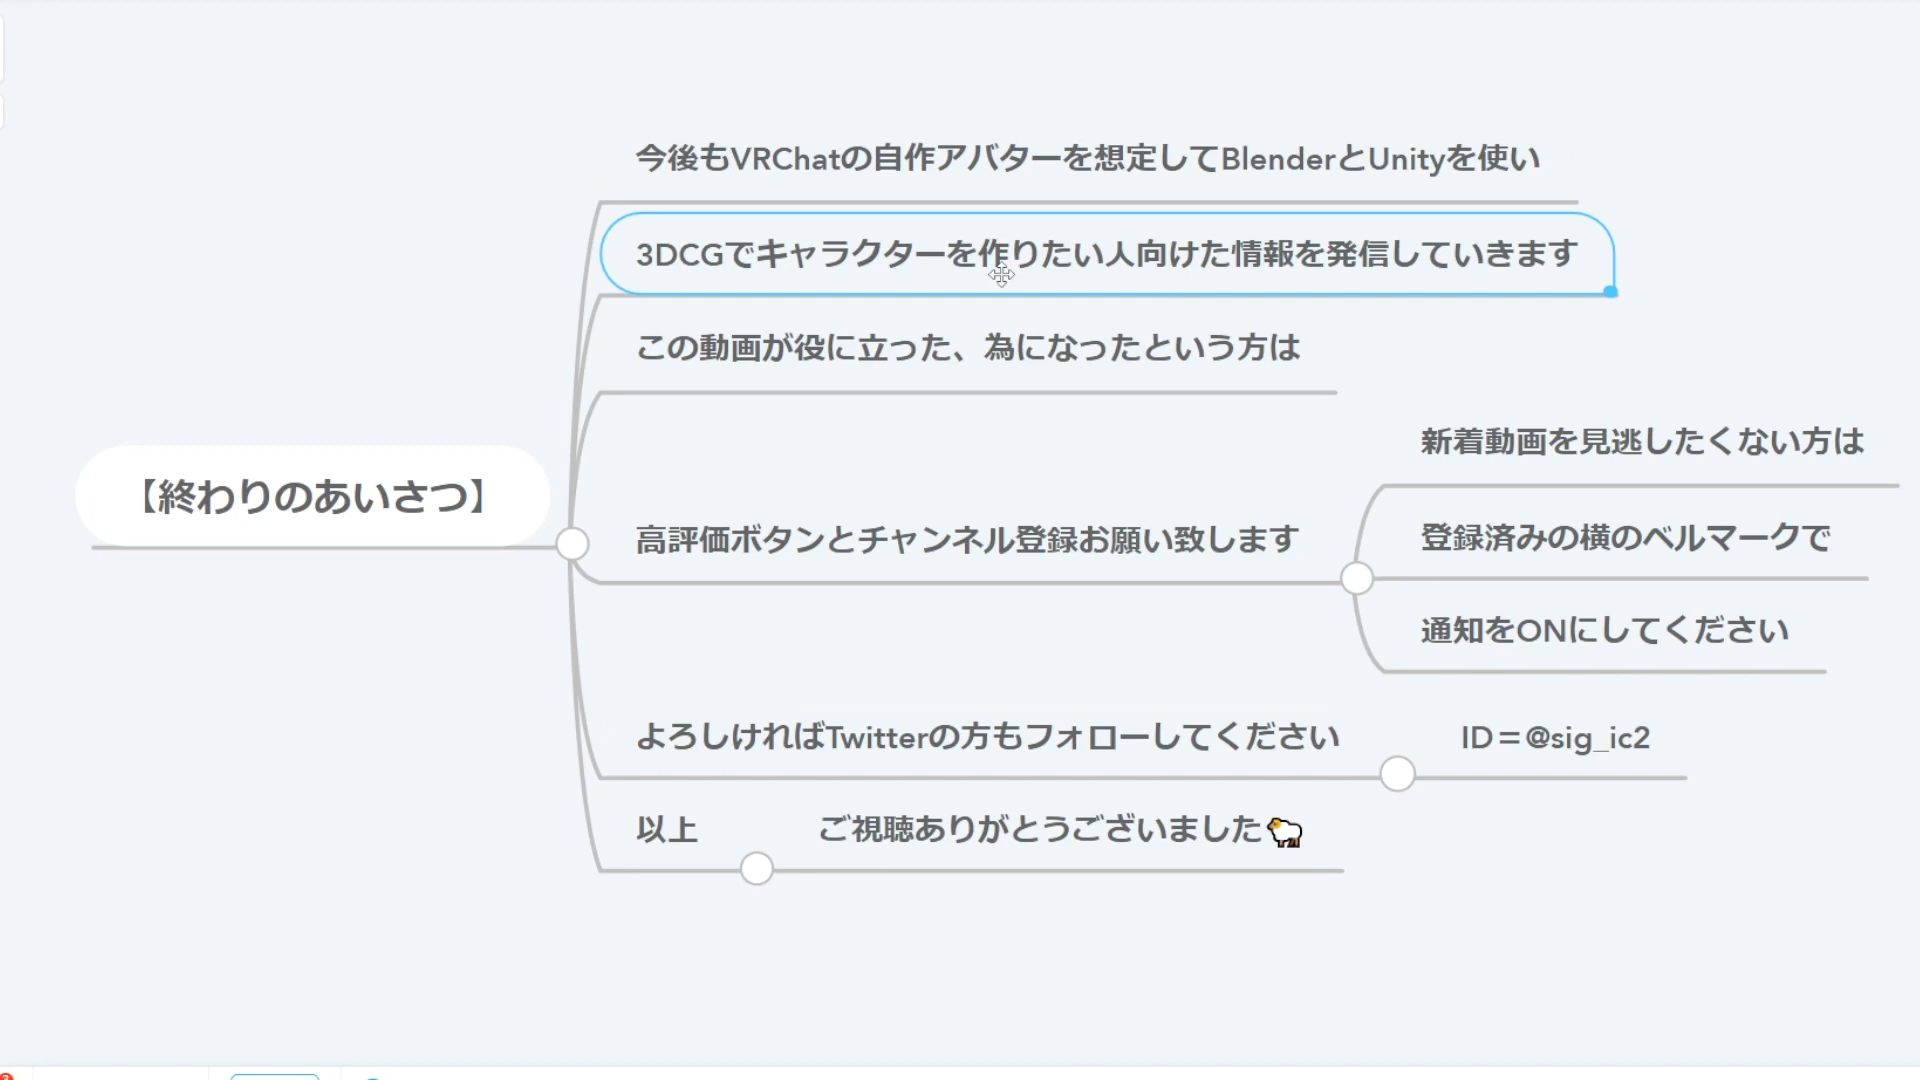 【終わりのあいさつ】
今後もVRChatの自作アバターを想定してBlenderとUnityを使い
3DCGでキャラクターを作りたい人向けた情報を発信していきます
この動画が役に立った、為になったという方は
高評価ボタンとチャンネル登録お願い致します
新着動画を見逃したくない方は
登録済みの横のベルマークで
通知をONにしてください
よろしければTwitterの方もフォローしてください
ID＝@sig_ic2
以上
ご視聴ありがとうございました🐏